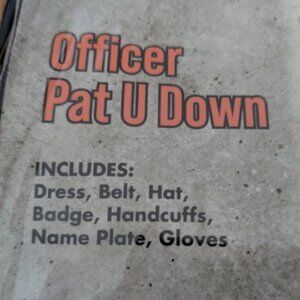 Officer
Pat U Down
INCLUDES:
Dress, Belt, Hat,
Badge, Handcuffs,
Name Plate, Gloves